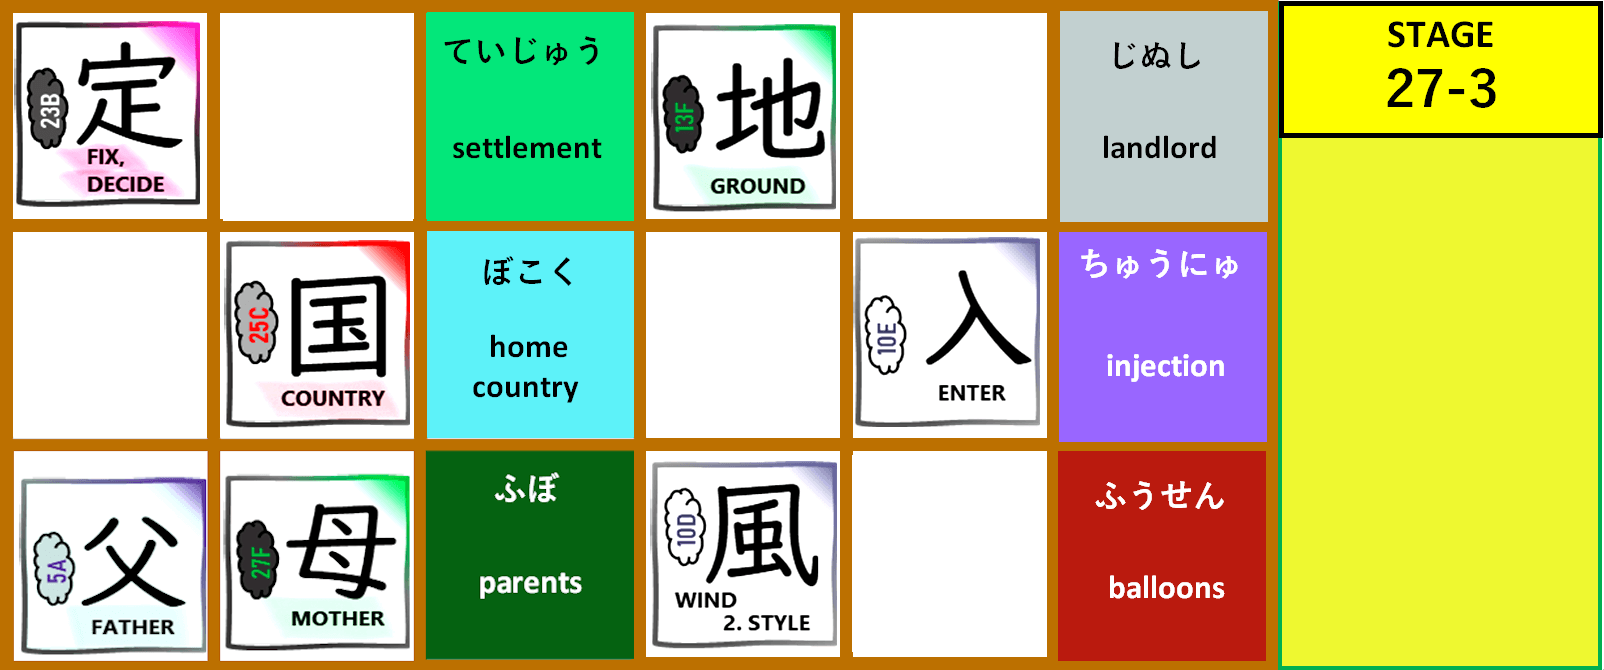 定
23B
FIX,
DECIDE
ていじゅう
settlement
地
13F
GROUND
じぬし
landlord
STAGE
27-3
国
25C
COUNTRY
ぼこく
home
country
入
10E
ENTER
ちゅうにゅ
injection
父
5A
FATHER
母
27F
MOTHER
ふぼ
parents
風
10D
WIND
2. STYLE
ふうせん
balloons